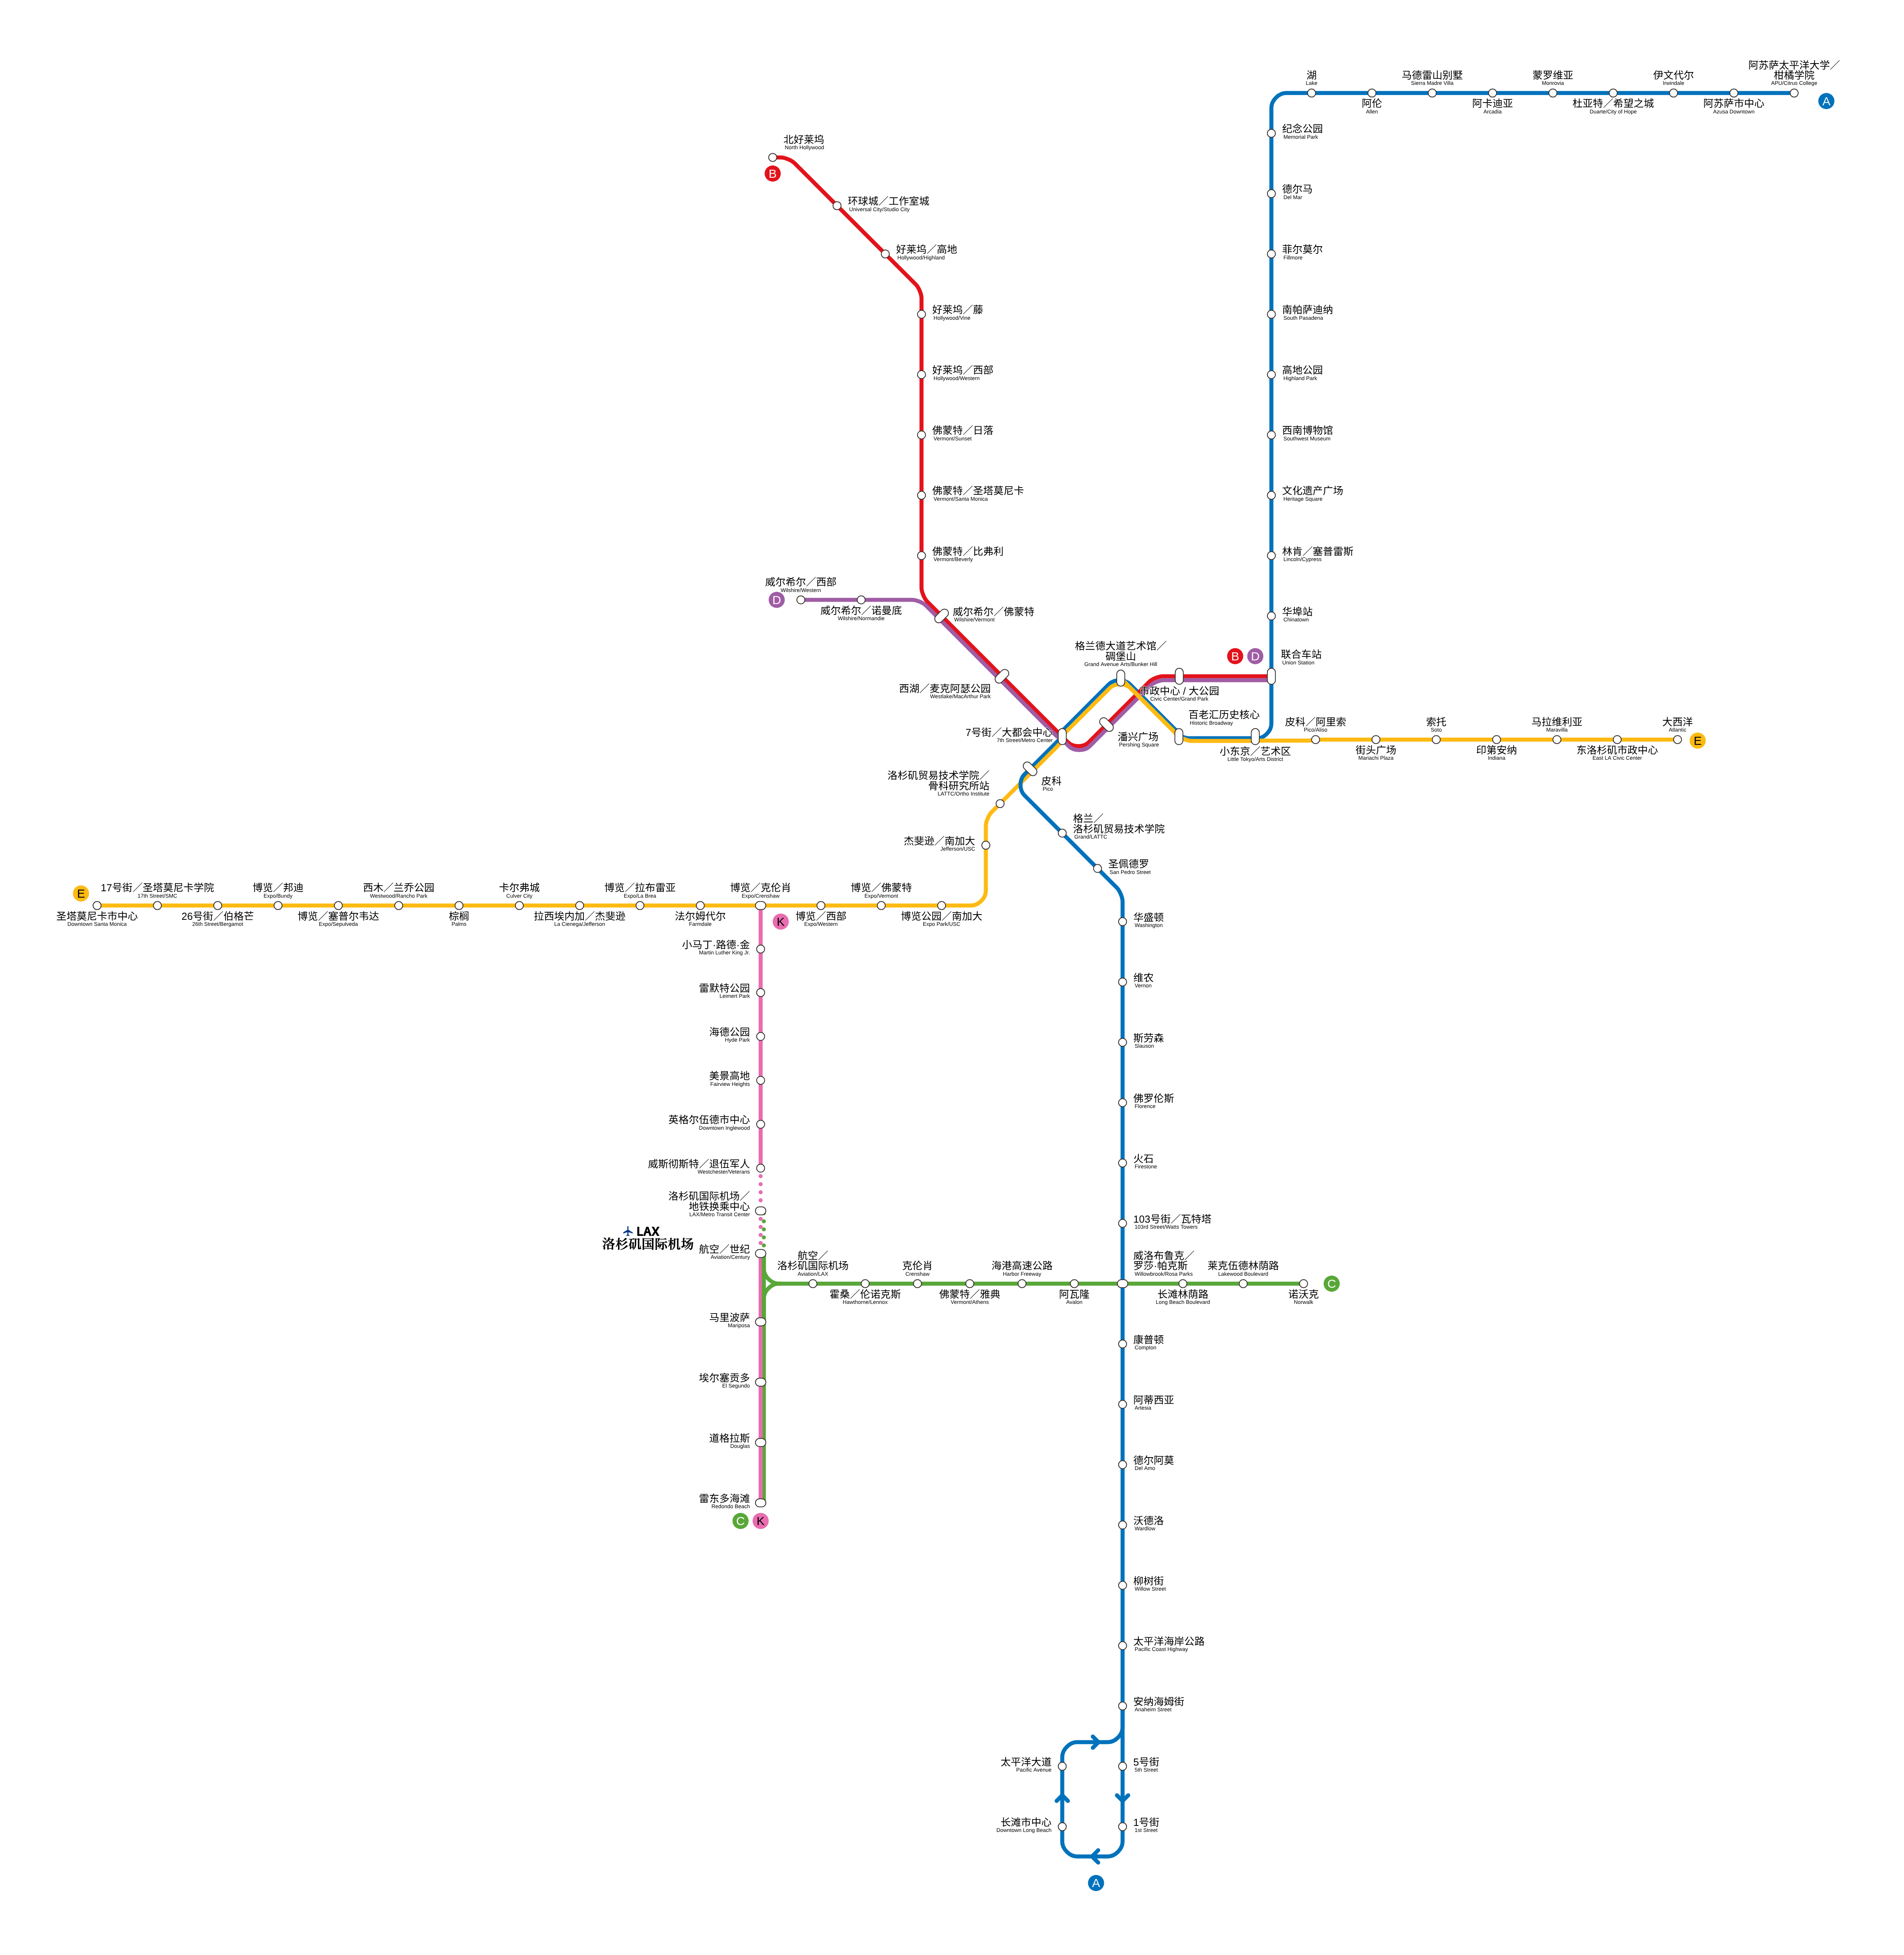 阿苏萨太平洋大学／
柑橘学院
APU/Citrus College
湖
Lake
马德雷山别墅
Sierra Madre Villa
蒙罗维亚
Monrovia
伊文代尔
Irwindale
阿伦
Allen
阿卡迪亚
Arcadia
杜亚特／希望之城
Duarte/City of Hope
阿苏萨市中心
Azusa Downtown
A
纪念公园
Memorial Park
德尔马
Del Mar
菲尔莫尔
Fillmore
南帕萨迪纳
South Pasadena
高地公园
Highland Park
西南博物馆
Southwest Museum
文化遗产广场
Heritage Square
林肯／塞普雷斯
Lincoln/Cypress
华埠站
Chinatown
联合车站
Union Station
B
D
北好莱坞
North Hollywood
B
环球城／工作室城
Universal City/Studio City
好莱坞／高地
Hollywood/Highland
好莱坞／藤
Hollywood/Vine
好莱坞／西部
Hollywood/Western
佛蒙特／日落
Vermont/Sunset
佛蒙特／圣塔莫尼卡
Vermont/Santa Monica
佛蒙特／比弗利
Vermont/Beverly
威尔希尔／西部
Wilshire/Western
D
威尔希尔／诺曼底
Wilshire/Normandie
威尔希尔／佛蒙特
Wilshire/Vermont
西湖／麦克阿瑟公园
Westlake/MacArthur Park
7号街／大都会中心
7th Street/Metro Center
格兰德大道艺术馆／
碉堡山
Grand Avenue Arts/Bunker Hill
市政中心 / 大公园
Civic Center/Grand Park
百老汇历史核心
Historic Broadway
潘兴广场
Pershing Square
小东京／艺术区
Little Tokyo/Arts District
皮科／阿里索
Pico/Aliso
索托
Soto
马拉维利亚
Maravilla
大西洋
Atlantic
街头广场
Mariachi Plaza
印第安纳
Indiana
东洛杉矶市政中心
East LA Civic Center
E
皮科
Pico
洛杉矶贸易技术学院／
骨科研究所站
LATTC/Ortho Institute
杰斐逊／南加大
Jefferson/USC
格兰／
洛杉矶贸易技术学院
Grand/LATTC
圣佩德罗
San Pedro Street
E
17号街／圣塔莫尼卡学院
17th Street/SMC
博览／邦迪
Expo/Bundy
西木／兰乔公园
Westwood/Rancho Park
卡尔弗城
Culver City
博览／拉布雷亚
Expo/La Brea
博览／克伦肖
Expo/Crenshaw
博览／佛蒙特
Expo/Vermont
圣塔莫尼卡市中心
Downtown Santa Monica
26号街／伯格芒
26th Street/Bergamot
博览／塞普尔韦达
Expo/Sepulveda
棕榈
Palms
拉西埃内加／杰斐逊
La Cienega/Jefferson
法尔姆代尔
Farmdale
K
博览／西部
Expo/Western
博览公园／南加大
Expo Park/USC
小马丁·路德·金
Martin Luther King Jr.
雷默特公园
Leimert Park
海德公园
Hyde Park
美景高地
Fairview Heights
英格尔伍德市中心
Downtown Inglewood
威斯彻斯特／退伍军人
Westchester/Veterans
洛杉矶国际机场／
地铁换乘中心
LAX/Metro Transit Center
LAX
洛杉矶国际机场
航空／世纪
Aviation/Century
马里波萨
Mariposa
埃尔塞贡多
El Segundo
道格拉斯
Douglas
雷东多海滩
Redondo Beach
C
K
航空／
洛杉矶国际机场
Aviation/LAX
克伦肖
Crenshaw
海港高速公路
Harbor Freeway
霍桑／伦诺克斯
Hawthorne/Lennox
佛蒙特／雅典
Vermont/Athens
阿瓦隆
Avalon
威洛布鲁克／
罗莎·帕克斯
Willowbrook/Rosa Parks
莱克伍德林荫路
Lakewood Boulevard
长滩林荫路
Long Beach Boulevard
诺沃克
Norwalk
C
华盛顿
Washington
维农
Vernon
斯劳森
Slauson
佛罗伦斯
Florence
火石
Firestone
103号街／瓦特塔
103rd Street/Watts Towers
康普顿
Compton
阿蒂西亚
Artesia
德尔阿莫
Del Amo
沃德洛
Wardlow
柳树街
Willow Street
太平洋海岸公路
Pacific Coast Highway
安纳海姆街
Anaheim Street
太平洋大道
Pacific Avenue
5号街
5th Street
长滩市中心
Downtown Long Beach
1号街
1st Street
A